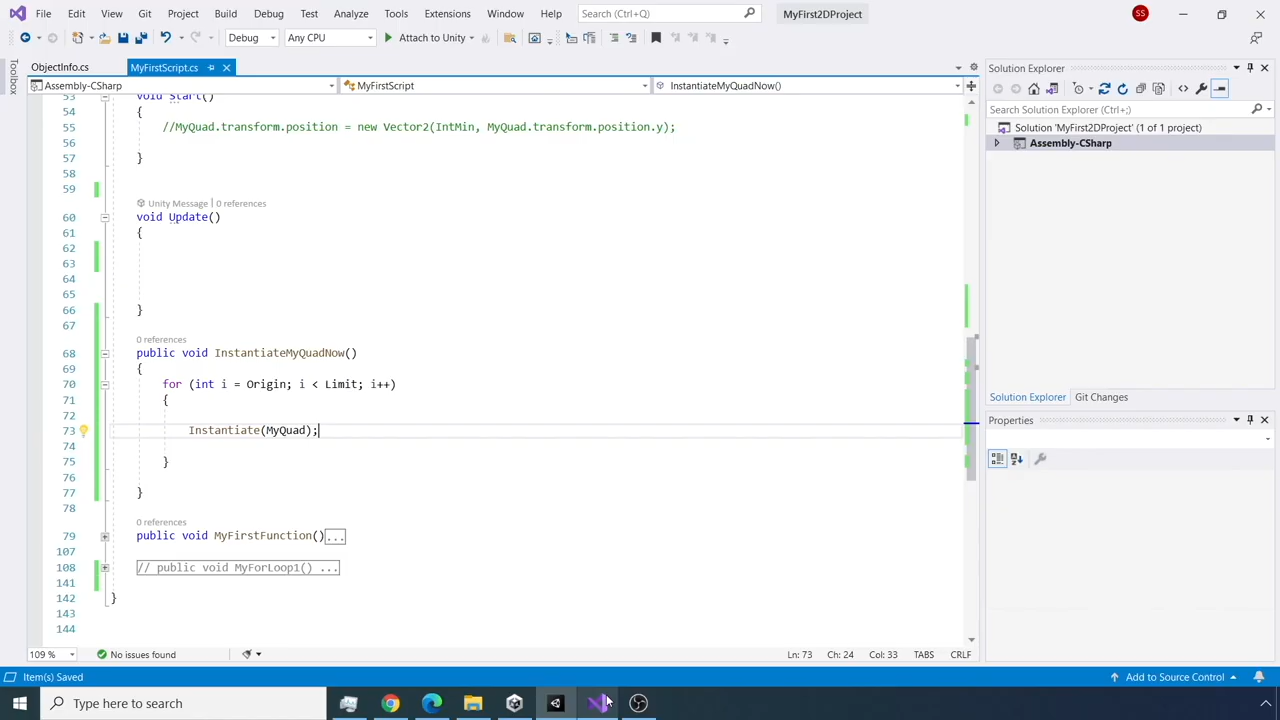 File Edit View Git Project Build Debug Test Analyze Tools Extensions Window Help Search (Ctrl+Q) MyFirst2DProject SS
Debug Any CPU Attach to Unity
Toolbox
ObjectInfo.cs MyFirstScript.cs
Assembly-CSharp MyFirstScript InstantiateMyQuadNow()
53 void Start()
54 {
55 //MyQuad.transform.position = new Vector2(IntMin, MyQuad.transform.position.y);
56
57 }
58
59
Unity Message | 0 references
60 void Update()
61 {
62
63
64
65
66 }
67
0 references
68 public void InstantiateMyQuadNow()
69 {
70 for (int i = Origin; i < Limit; i++)
71 {
72
73 Instantiate(MyQuad);
74
75 }
76
77 }
78
0 references
79 public void MyFirstFunction()...
107
108 // public void MyForLoop1() ...
141
142 }
143
144
109 % No issues found Ln: 73 Ch: 24 Col: 33 TABS CRLF
Solution Explorer
Search Solution Explorer (Ctrl+;)
Solution 'MyFirst2DProject' (1 of 1 project)
Assembly-CSharp
Solution Explorer Git Changes
Properties
Item(s) Saved Add to Source Control
Type here to search